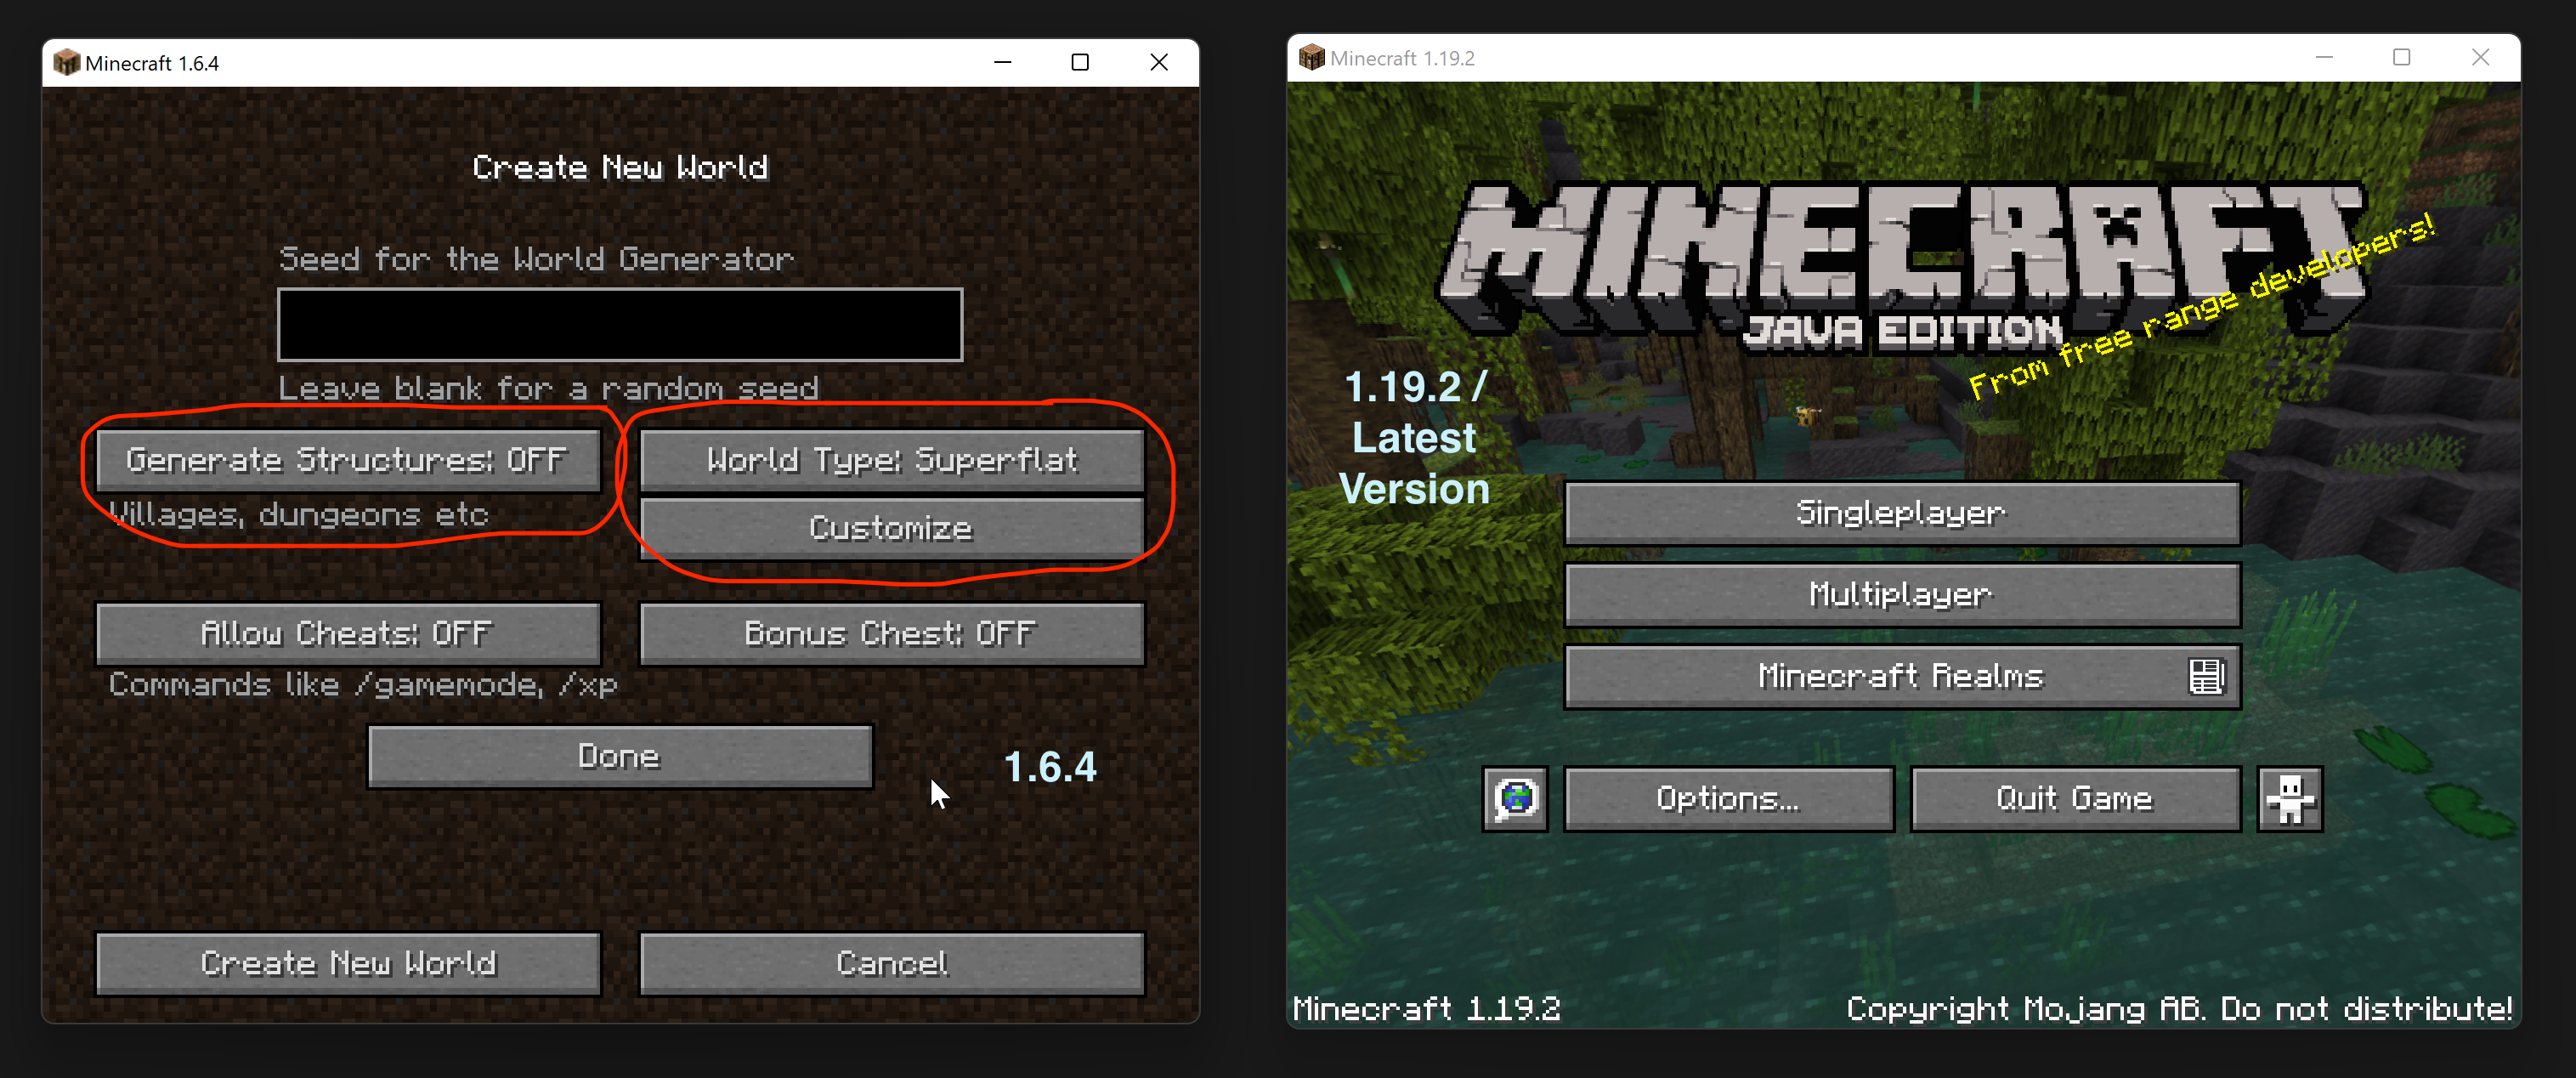 Minecraft 1.6.4
Create New World
Seed for the World Generator
Leave blank for a random seed
Generate Structures: OFF
World Type: Superflat
Villages, dungeons etc
Customize
Allow Cheats: OFF
Bonus Chest: OFF
Commands like /gamemode, /xp
Done
1.6.4
Create New World
Cancel
Minecraft 1.19.2
MINECRAFT
JAVA EDITION
From free range developers!
1.19.2 /
Latest
Version
Singleplayer
Multiplayer
Minecraft Realms
Options...
Quit Game
Minecraft 1.19.2
Copyright Mojang AB. Do not distribute!